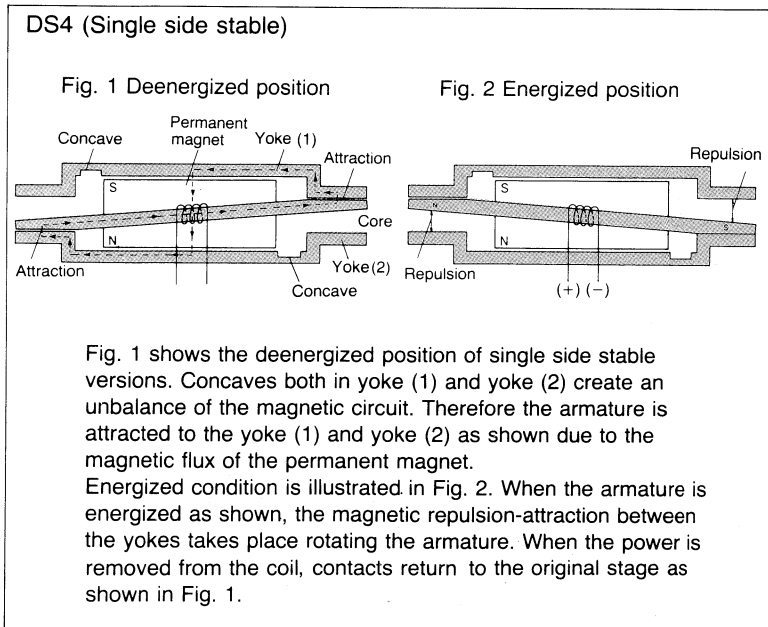 DS4 (Single side stable)
Fig. 1 Deenergized position
Concave
Permanent
magnet
Yoke (1)
Attraction
S
N
Core
Attraction
Yoke(2)
Concave
Fig. 2 Energized position
Repulsion
S
N
N
S
Repulsion
(+) (−)
Fig. 1 shows the deenergized position of single side stable
versions. Concaves both in yoke (1) and yoke (2) create an
unbalance of the magnetic circuit. Therefore the armature is
attracted to the yoke (1) and yoke (2) as shown due to the
magnetic flux of the permanent magnet.
Energized condition is illustrated in Fig. 2. When the armature is
energized as shown, the magnetic repulsion-attraction between
the yokes takes place rotating the armature. When the power is
removed from the coil, contacts return to the original stage as
shown in Fig. 1.